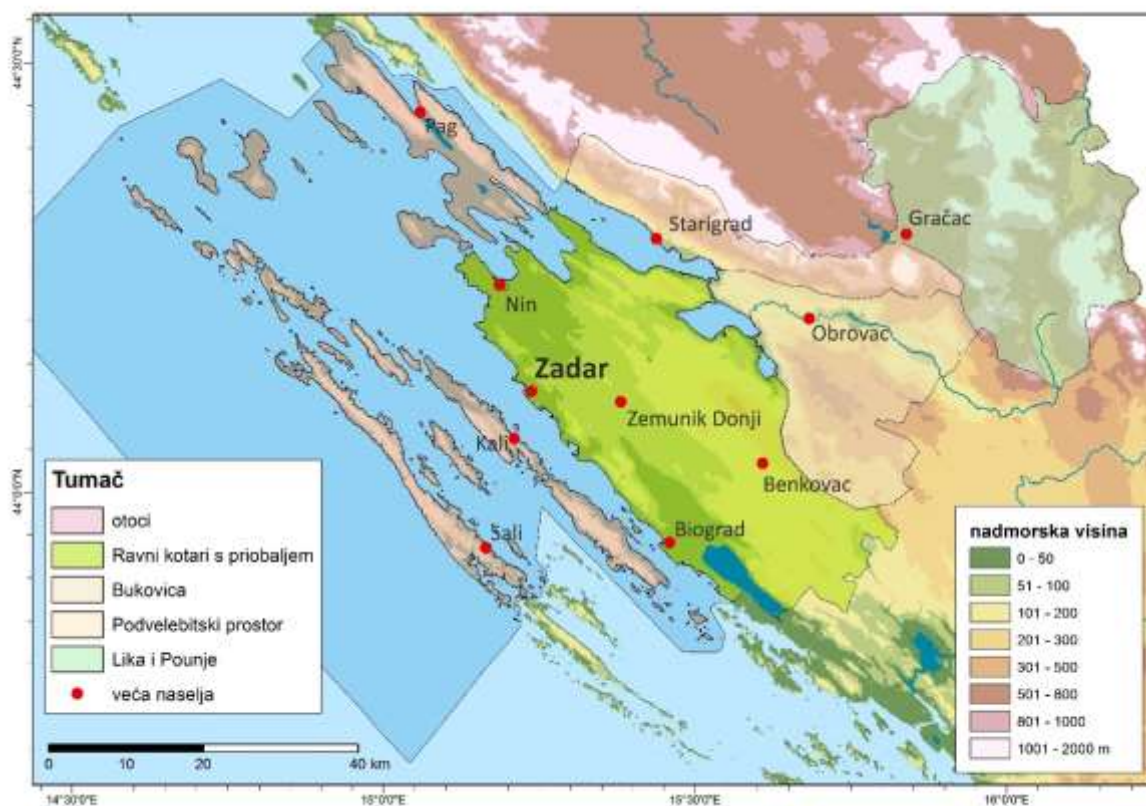 44°30'0"N
44°0'0"N
Pag
Starigrad
Gračac
Nin
Obrovac
Zadar
Zemunik Donji
Kali
Benkovac
Sali
Biograd
Tumač
otoci
Ravni kotari s priobaljem
Bukovica
Podvelebitski prostor
Lika i Pounje
veća naselja
0 10 20 40 km
nadmorska visina
0 - 50
51 - 100
101 - 200
201 - 300
301 - 500
501 - 800
801 - 1000
1001 - 2000 m
14°30'0"E 15°0'0"E 15°30'0"E 16°0'0"E